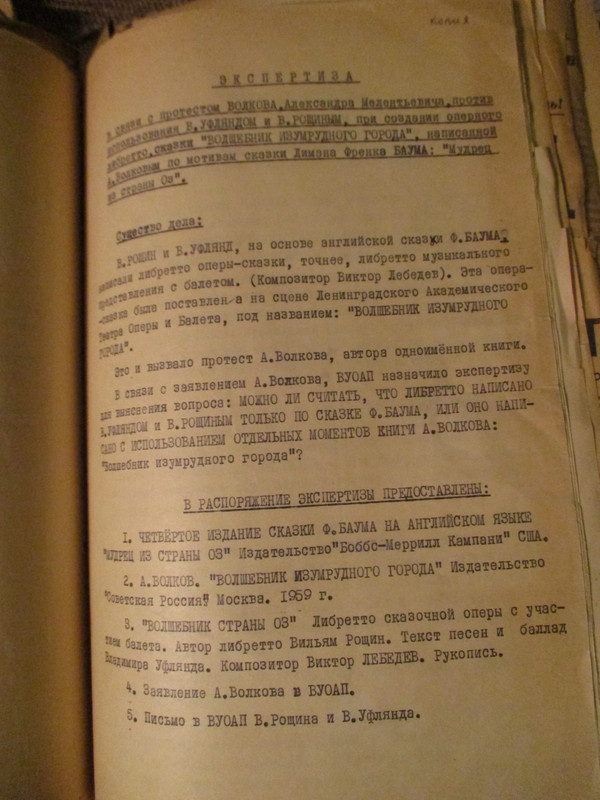 копия
ЭКСПЕРТИЗА
в связи с протестом ВОЛКОВА, Александра Мелентьевича, против
использования В.УФЛЯНДОМ и В.РОЩИНЫМ, при создании оперного
либретто, сказки "ВОЛШЕБНИК ИЗУМРУДНОГО ГОРОДА", написанной
А.Волковым по мотивам сказки Лимана Френка БАУМА: "Мудрец
из страны Оз".
Существо дела:
В.РОЩИН и В.УФЛЯНД, на основе английской сказки Ф.БАУМА
написали либретто оперы-сказки, точнее, либретто музыкального
представления с балетом. (Композитор Виктор Лебедев). Эта опера-
-сказка была поставлена на сцене Ленинградского Академического
Театра Оперы и Балета, под названием: "ВОЛШЕБНИК ИЗУМРУДНОГО
ГОРОДА".
Это и вызвало протест А.Волкова, автора одноимённой книги.
В связи с заявлением А.Волкова, ВУОАП назначило экспертизу
для выяснения вопроса: МОЖНО ЛИ СЧИТАТЬ, ЧТО ЛИБРЕТТО НАПИСАНО
В.УФЛЯНДОМ и В.РОЩИНЫМ ТОЛЬКО ПО СКАЗКЕ Ф.БАУМА, ИЛИ ОНО НАПИ-
САНО С ИСПОЛЬЗОВАНИЕМ ОТДЕЛЬНЫХ МОМЕНТОВ КНИГИ А.ВОЛКОВА:
"Волшебник изумрудного города"?
В РАСПОРЯЖЕНИЕ ЭКСПЕРТИЗЫ ПРЕДОСТАВЛЕНЫ:
1. ЧЕТВЁРТОЕ ИЗДАНИЕ СКАЗКИ Ф.БАУМА НА АНГЛИЙСКОМ ЯЗЫКЕ
"МУДРЕЦ ИЗ СТРАНЫ ОЗ" Издательство "Боббс-Меррилл Кампани" США.
2. А.ВОЛКОВ. "ВОЛШЕБНИК ИЗУМРУДНОГО ГОРОДА" Издательство
"Советская Россия" Москва. 1959 г.
3. "ВОЛШЕБНИК СТРАНЫ ОЗ" Либретто сказочной оперы с учас-
тием балета. Автор либретто Вильям Рощин. Текст песен и баллад
Владимира Уфлянда. Композитор Виктор ЛЕБЕДЕВ. Рукопись.
4. Заявление А.Волкова в ВУОАП.
5. Письмо в ВУОАП В.Рощина и В.Уфлянда.